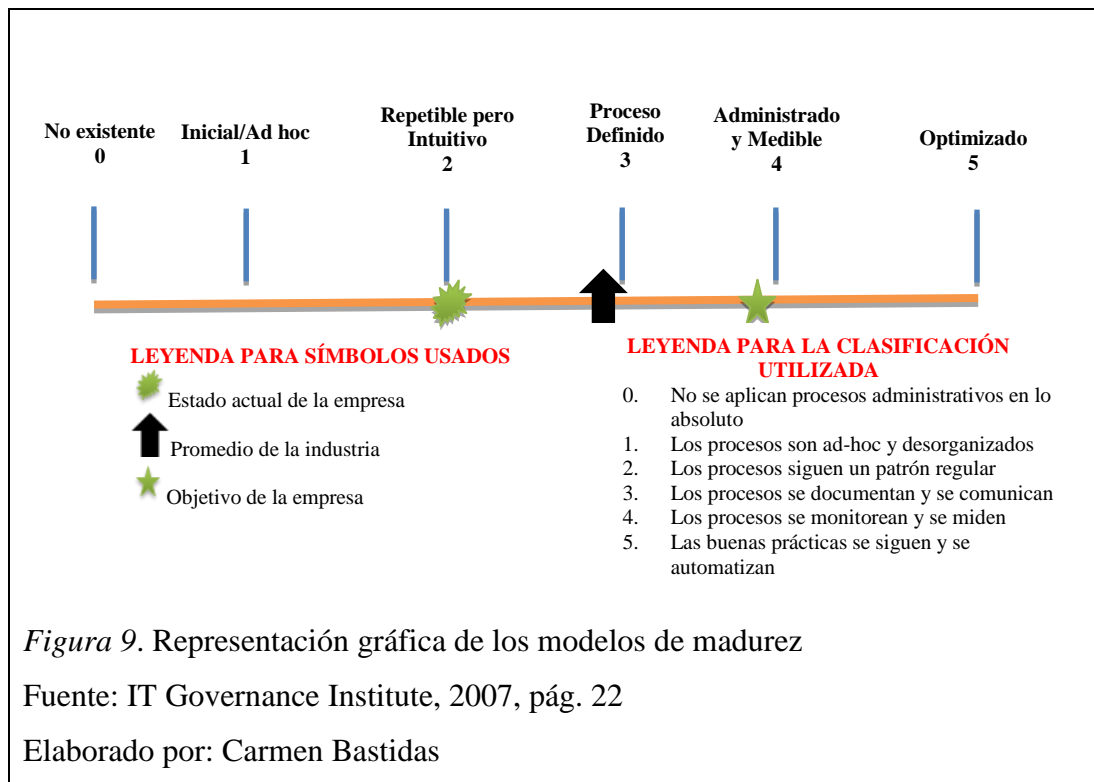 No existente
0
Inicial/Ad hoc
1
Repetible pero
Intuitivo
2
Proceso
Definido
3
Administrado
y Medible
4
Optimizado
5
LEYENDA PARA SÍMBOLOS USADOS
Estado actual de la empresa
Promedio de la industria
Objetivo de la empresa
LEYENDA PARA LA CLASIFICACIÓN
UTILIZADA
0. No se aplican procesos administrativos en lo
absoluto
1. Los procesos son ad-hoc y desorganizados
2. Los procesos siguen un patrón regular
3. Los procesos se documentan y se comunican
4. Los procesos se monitorean y se miden
5. Las buenas prácticas se siguen y se
automatizan
Figura 9. Representación gráfica de los modelos de madurez
Fuente: IT Governance Institute, 2007, pág. 22
Elaborado por: Carmen Bastidas